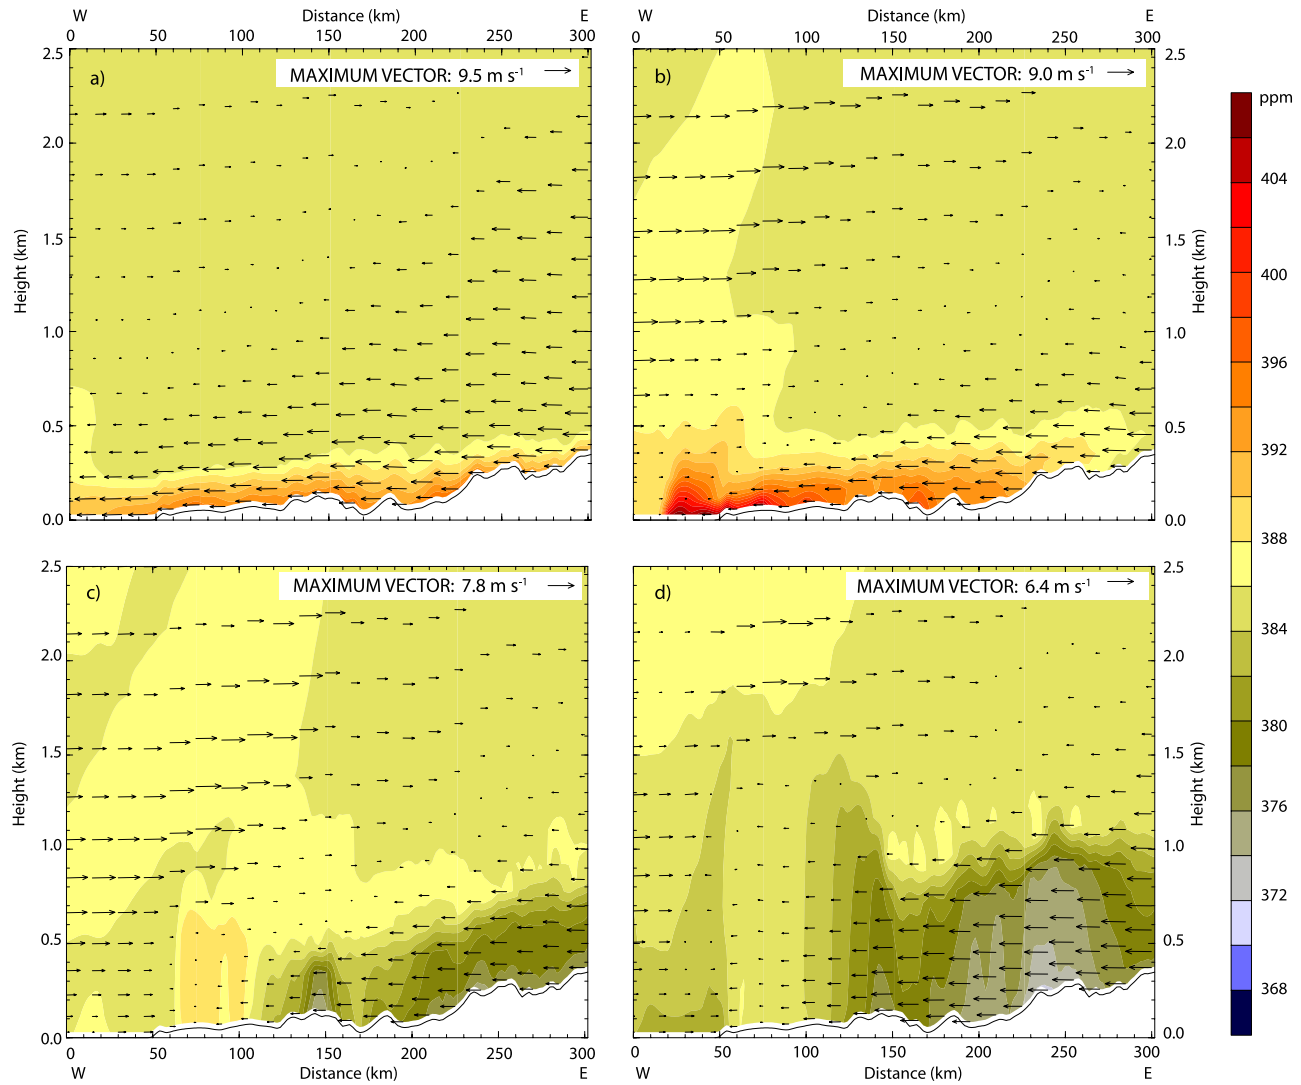 W Distance (km) E W Distance (km) E
0 50 100 150 200 250 300 0 50 100 150 200 250 300
a) MAXIMUM VECTOR: 9.5 m s-1
b) MAXIMUM VECTOR: 9.0 m s-1
2.5 2.0 1.5 1.0 0.5 0.0
Height (km)
2.5 2.0 1.5 1.0 0.5 0.0
Height (km)
ppm
404
400
396
392
388
384
380
376
372
368
c) MAXIMUM VECTOR: 7.8 m s-1
d) MAXIMUM VECTOR: 6.4 m s-1
2.5 2.0 1.5 1.0 0.5 0.0
Height (km)
2.5 2.0 1.5 1.0 0.5 0.0
Height (km)
0 50 100 150 200 250 300 0 50 100 150 200 250 300
W Distance (km) E W Distance (km) E